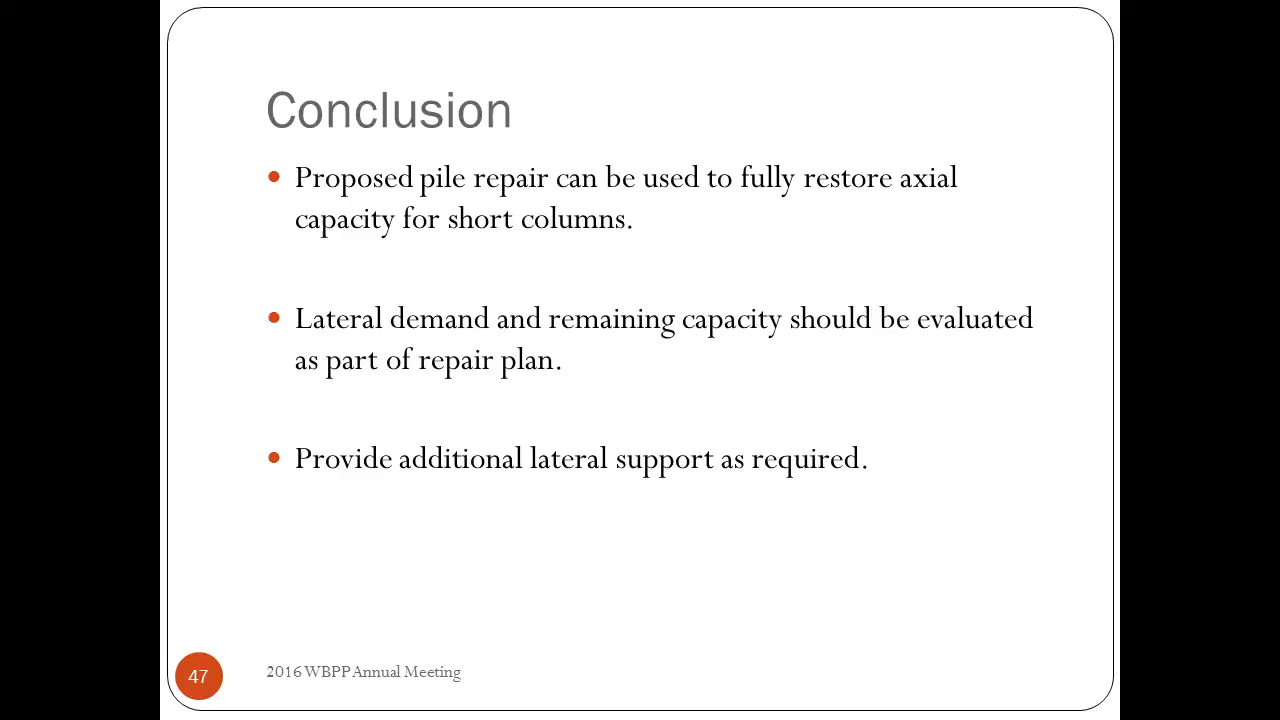 Conclusion
Proposed pile repair can be used to fully restore axial
capacity for short columns.
Lateral demand and remaining capacity should be evaluated
as part of repair plan.
Provide additional lateral support as required.
47
2016 WBPP Annual Meeting